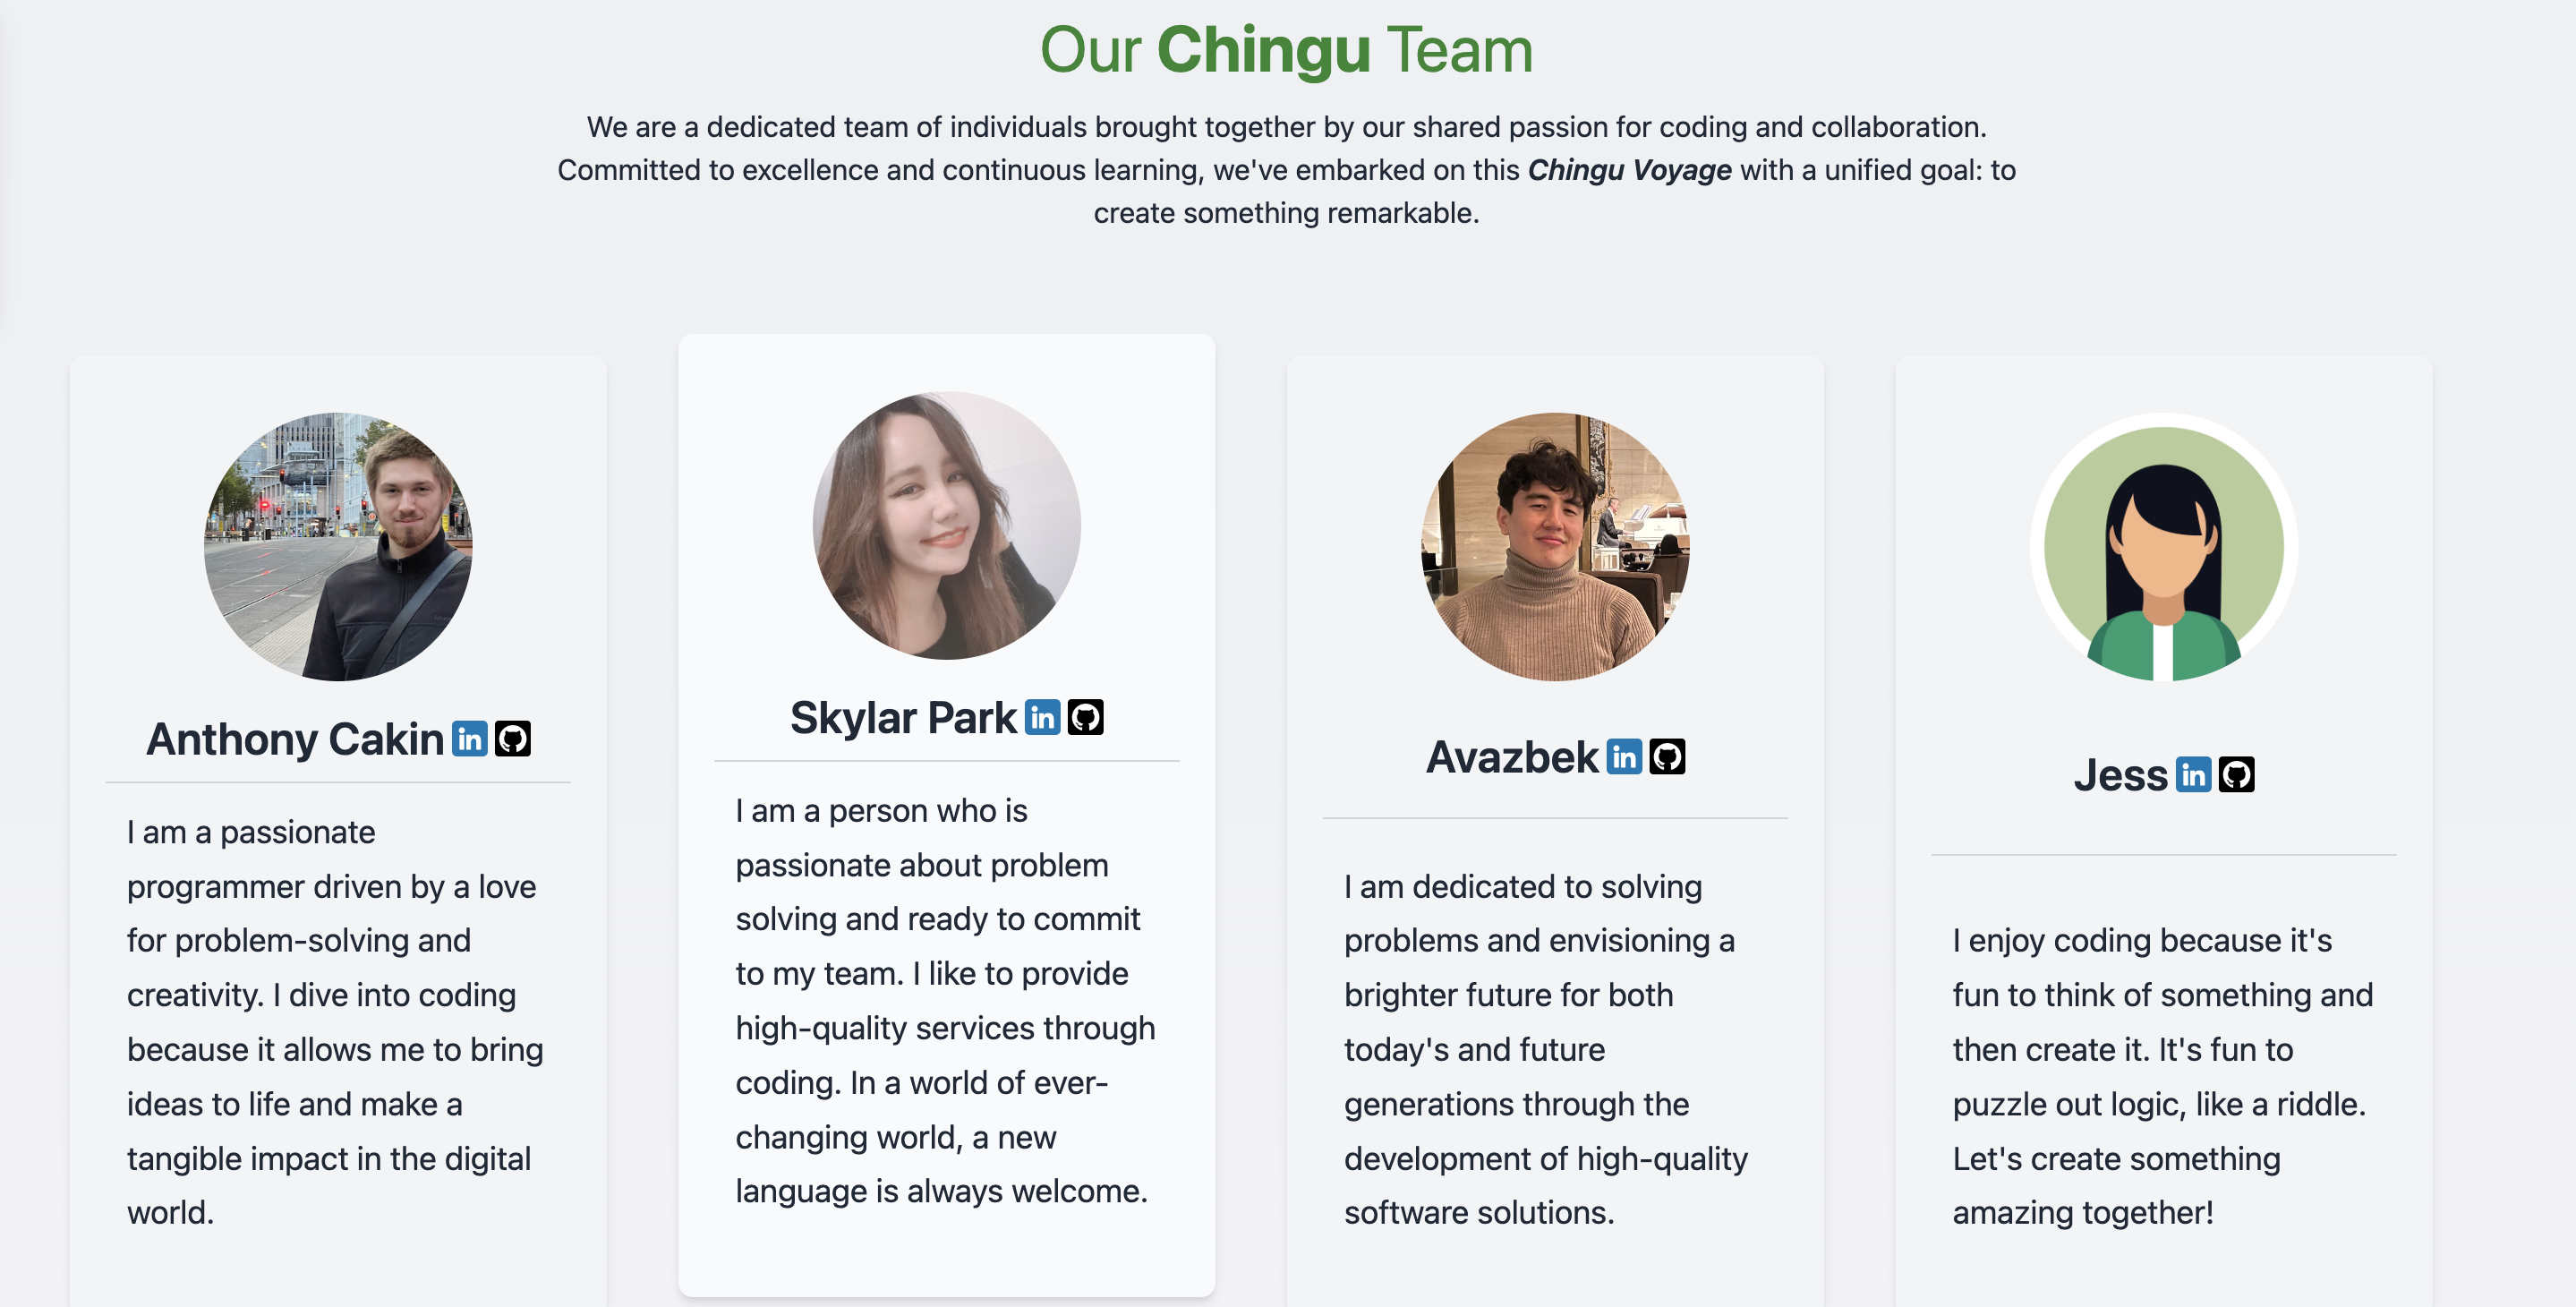 Our Chingu Team
We are a dedicated team of individuals brought together by our shared passion for coding and collaboration.
Committed to excellence and continuous learning, we've embarked on this Chingu Voyage with a unified goal: to
create something remarkable.
Anthony Cakin in
I am a passionate
programmer driven by a love
for problem-solving and
creativity. I dive into coding
because it allows me to bring
ideas to life and make a
tangible impact in the digital
world.
Skylar Park in
I am a person who is
passionate about problem
solving and ready to commit
to my team. I like to provide
high-quality services through
coding. In a world of ever-
changing world, a new
language is always welcome.
Avazbek in
I am dedicated to solving
problems and envisioning a
brighter future for both
today's and future
generations through the
development of high-quality
software solutions.
Jess in
I enjoy coding because it's
fun to think of something and
then create it. It's fun to
puzzle out logic, like a riddle.
Let's create something
amazing together!